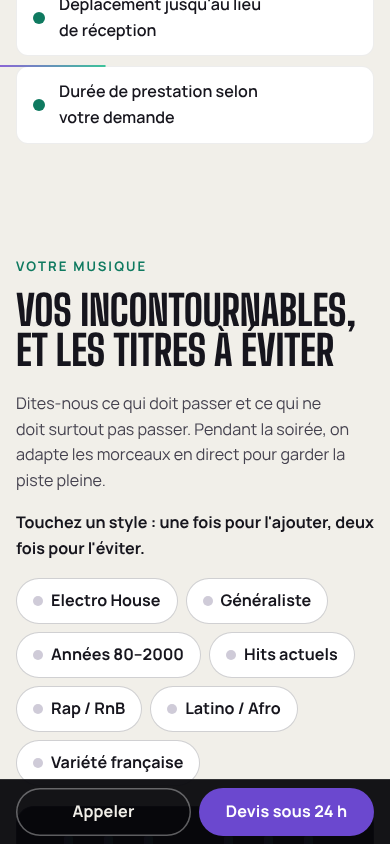 Déplacement jusqu'au lieu
de réception
Durée de prestation selon
votre demande
VOTRE MUSIQUE
VOS INCONTOURNABLES,
ET LES TITRES À ÉVITER
Dites-nous ce qui doit passer et ce qui ne
doit surtout pas passer. Pendant la soirée, on
adapte les morceaux en direct pour garder la
piste pleine.
Touchez un style : une fois pour l'ajouter, deux
fois pour l'éviter.
Electro House
Généraliste
Années 80–2000
Hits actuels
Rap / RnB
Latino / Afro
Variété française
Appeler
Devis sous 24 h